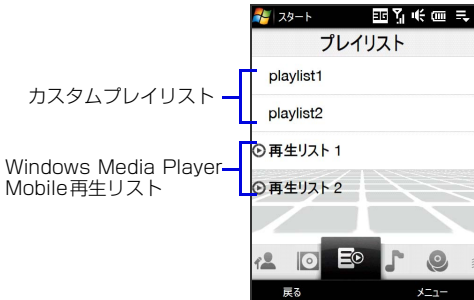 スタート
プレイリスト
カスタムプレイリスト
playlist1
playlist2
Windows Media Player
Mobile再生リスト
再生リスト 1
再生リスト 2
戻る
メニュー